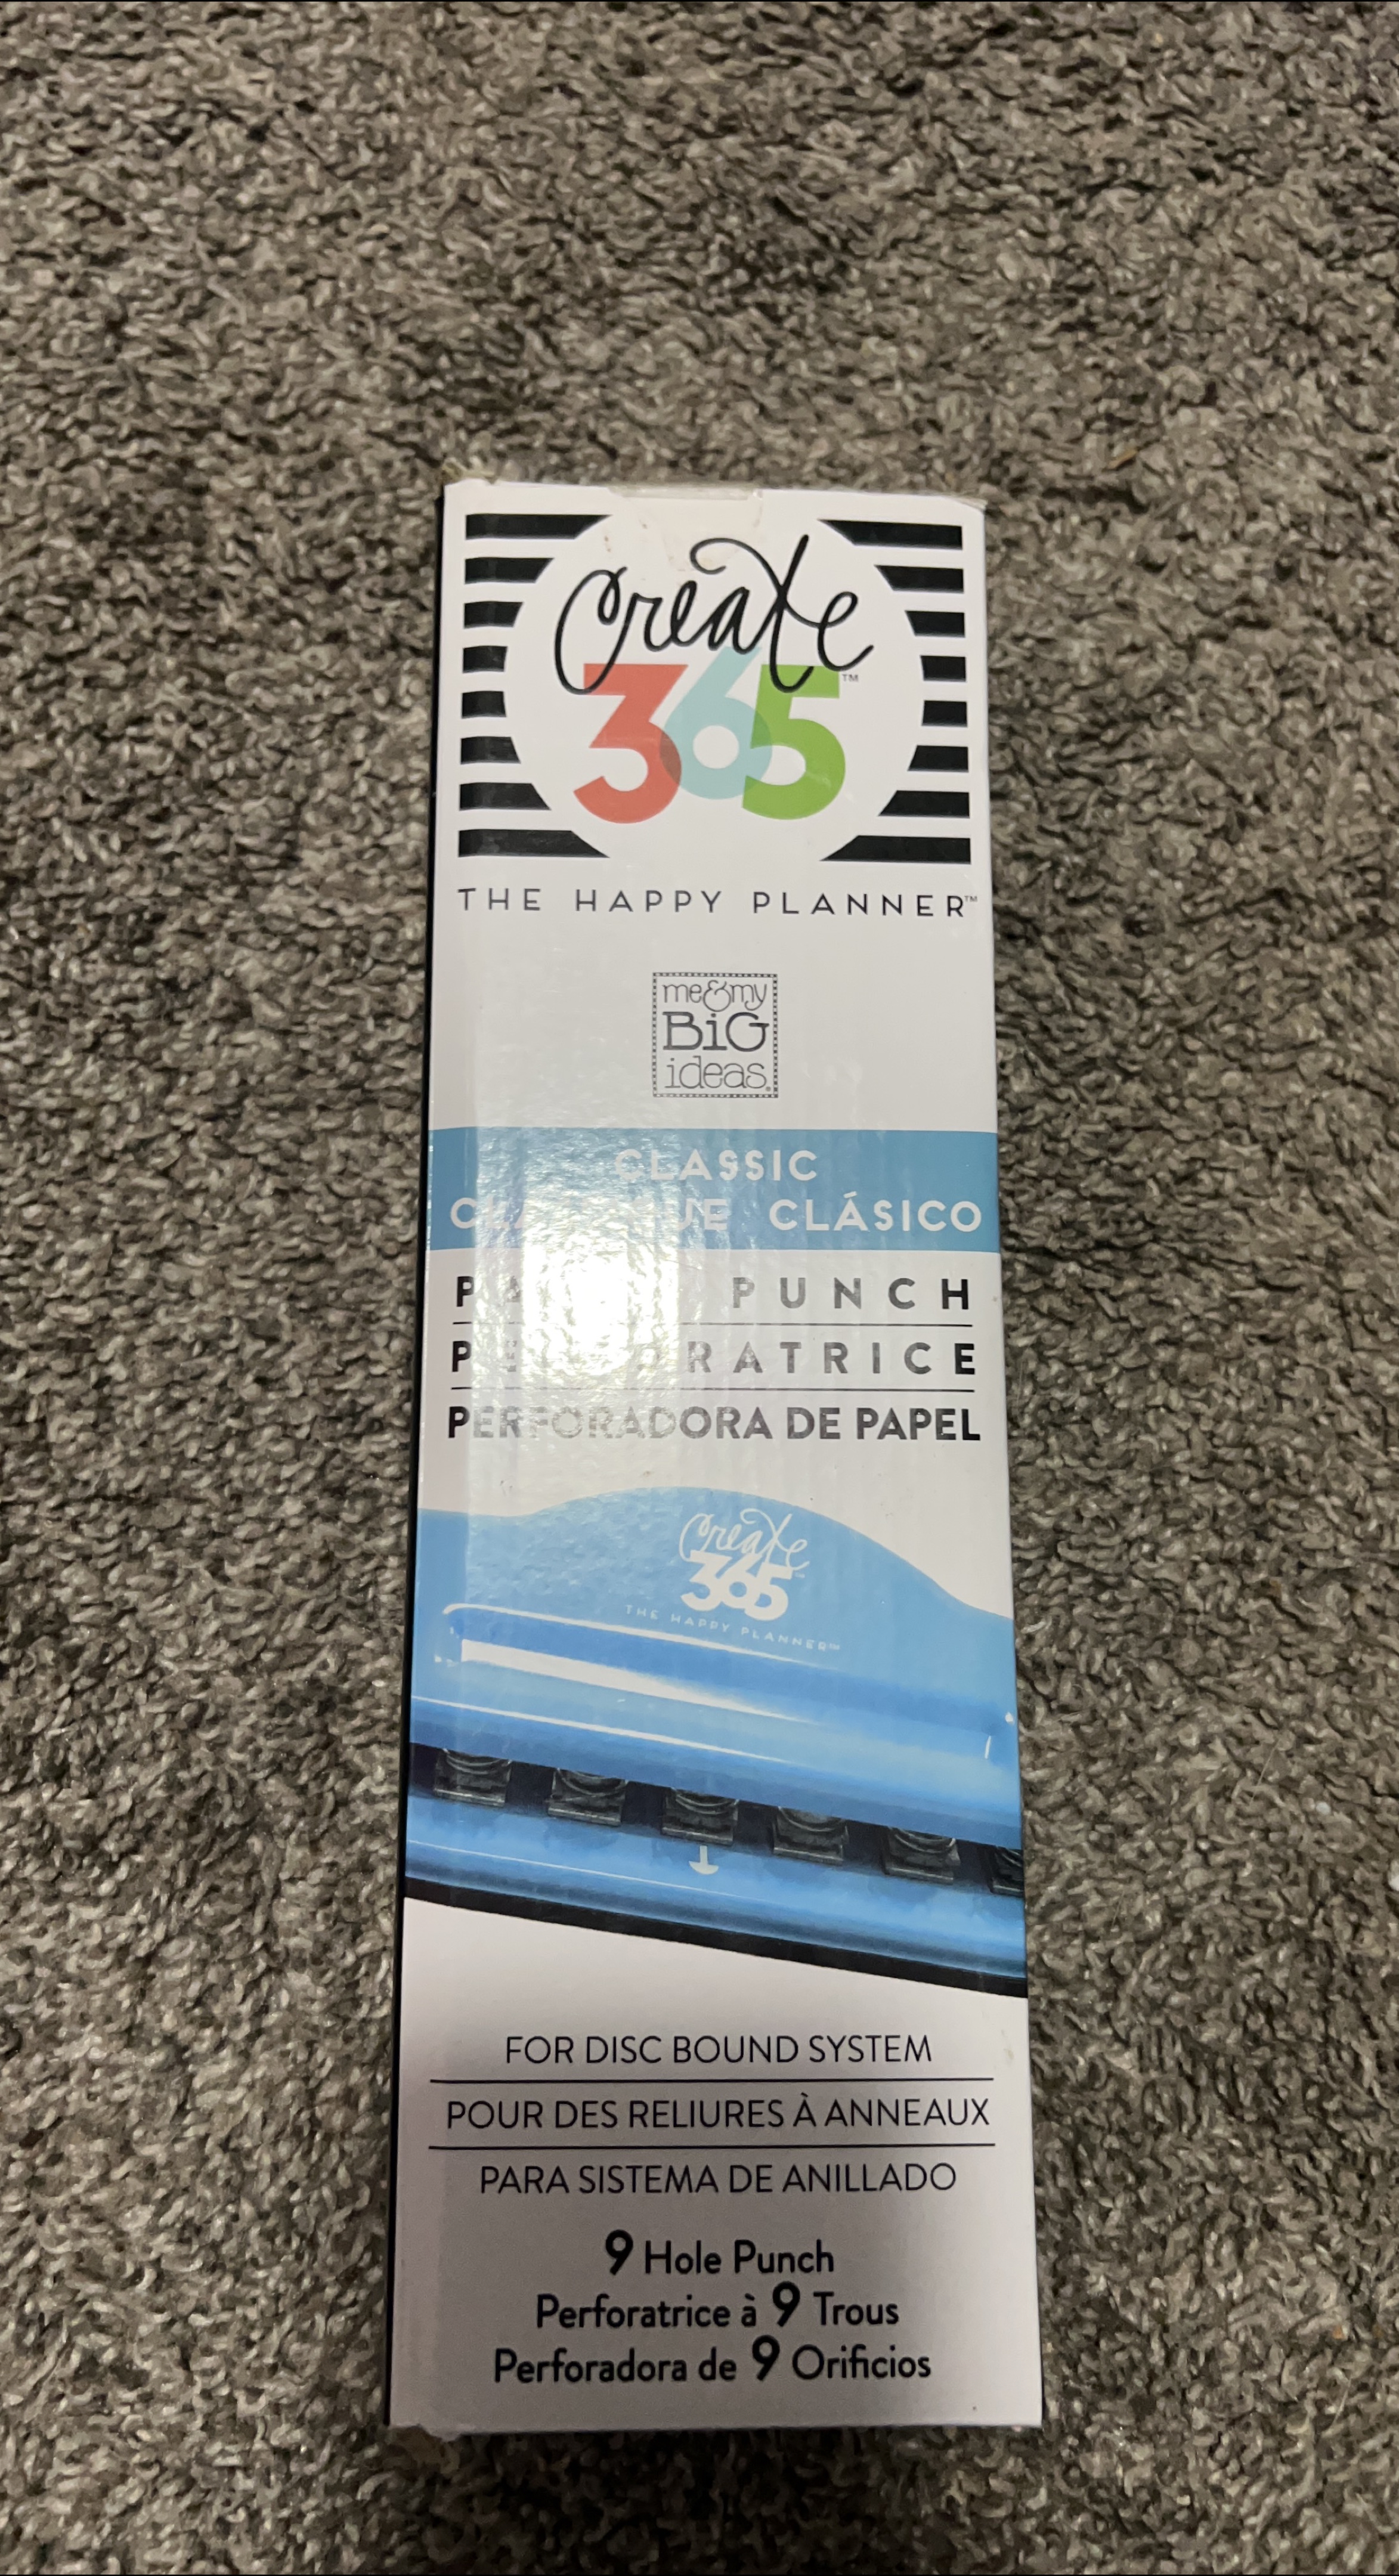 Create
365™
THE HAPPY PLANNER™
me&my
BiG
ideas®
CLASSIC
CLÁSICO
PUNCH
PERFORADORA DE PAPEL
Create
365
THE HAPPY PLANNER™
FOR DISC BOUND SYSTEM
POUR DES RELIURES À ANNEAUX
PARA SISTEMA DE ANILLADO
9 Hole Punch
Perforatrice à 9 Trous
Perforadora de 9 Orificios